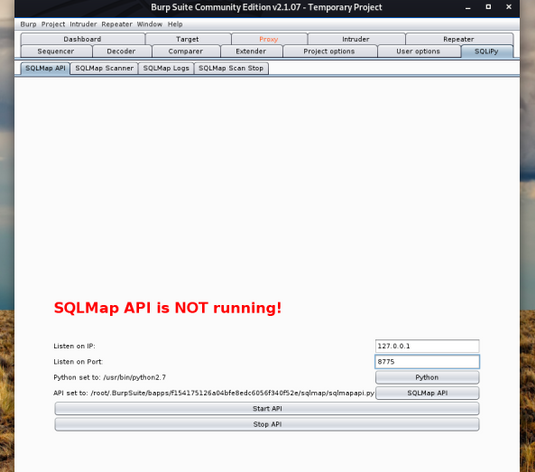 Burp Suite Community Edition v2.1.07 - Temporary Project
Burp Project Intruder Repeater Window Help
Dashboard Target Proxy Intruder Repeater
Sequencer Decoder Comparer Extender Project options User options SQLiPy
SQLMap API SQLMap Scanner SQLMap Logs SQLMap Scan Stop
SQLMap API is NOT running!
Listen on IP: 127.0.0.1
Listen on Port: 8775
Python set to: /usr/bin/python2.7 Python
API set to: /root/.BurpSuite/bapps/f154175126a04bfe8edc6056f340f52e/sqlmap/sqlmapapi.py SQLMap API
Start API
Stop API